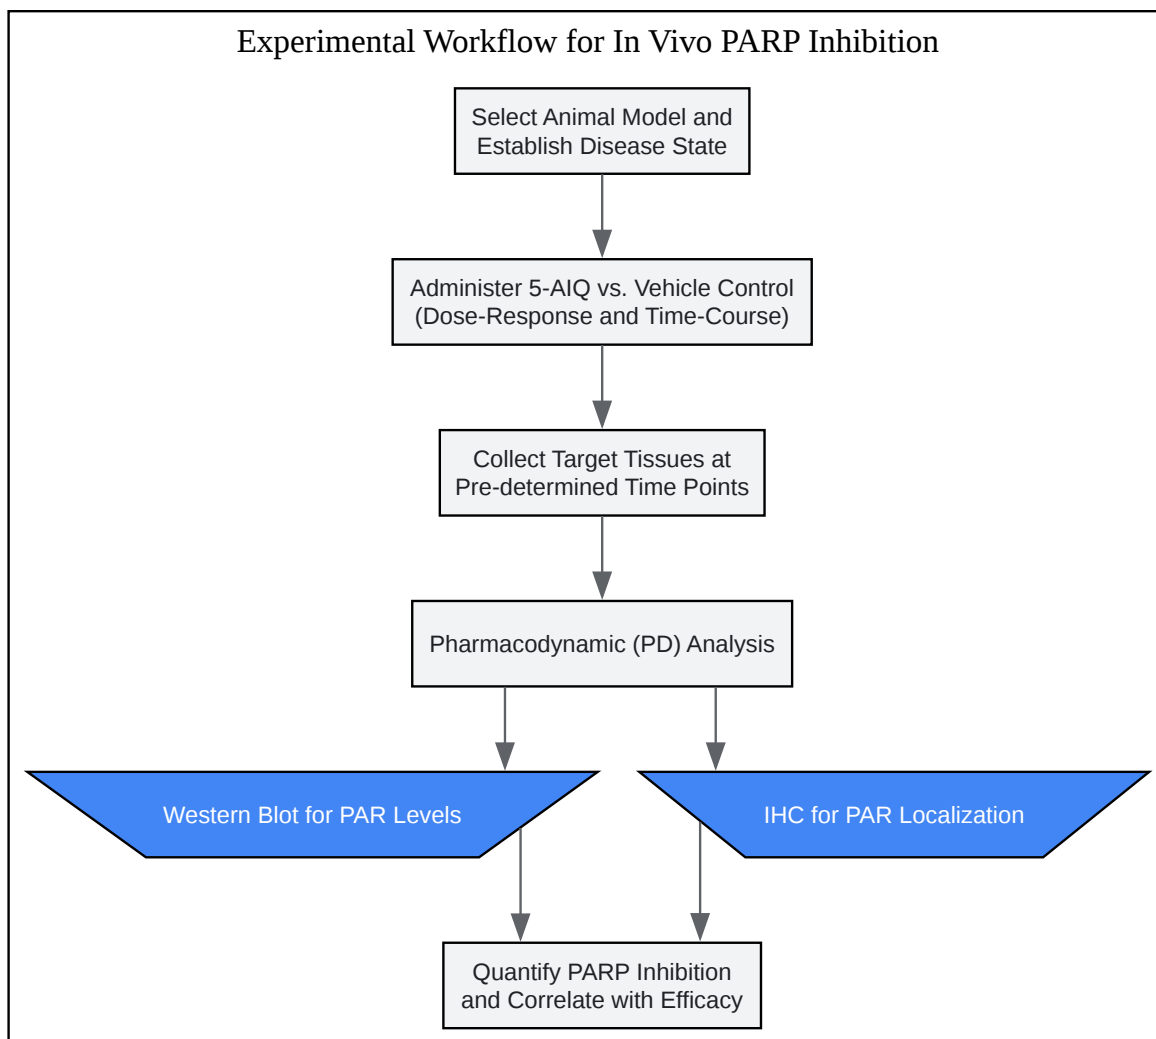 Experimental Workflow for In Vivo PARP Inhibition
Select Animal Model and
Establish Disease State
Administer 5-AIQ vs. Vehicle Control
(Dose-Response and Time-Course)
Collect Target Tissues at
Pre-determined Time Points
Pharmacodynamic (PD) Analysis
Western Blot for PAR Levels
IHC for PAR Localization
Quantify PARP Inhibition
and Correlate with Efficacy